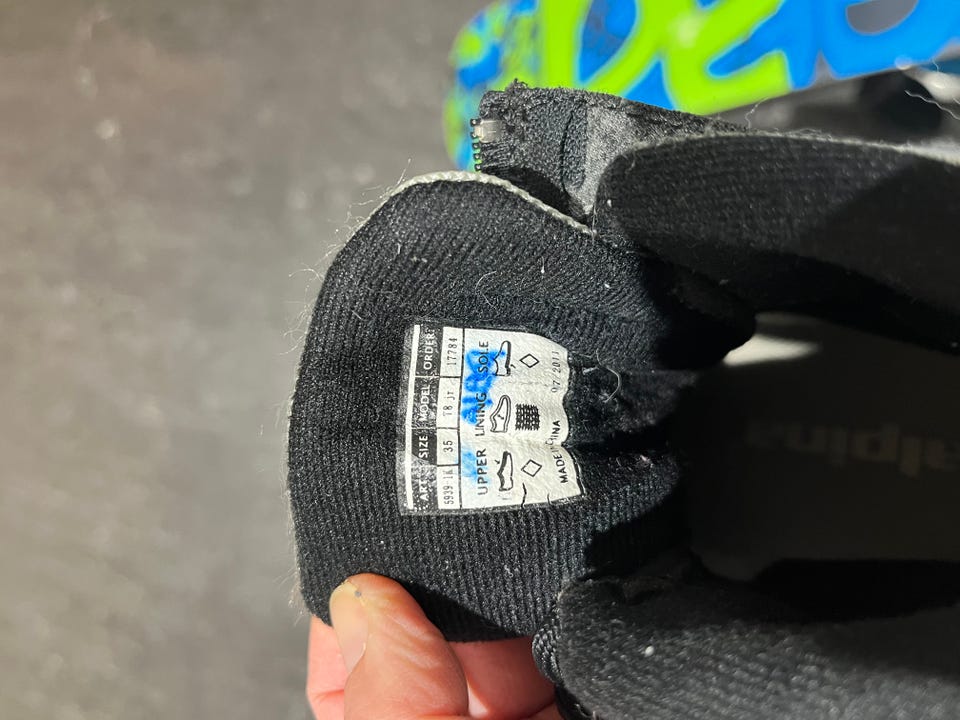 ART SIZE MODEL ORDER
5939-1K 35 T8 Jr 17784
UPPER LINING SOLE
MADE IN CHINA 07/2011
alpina